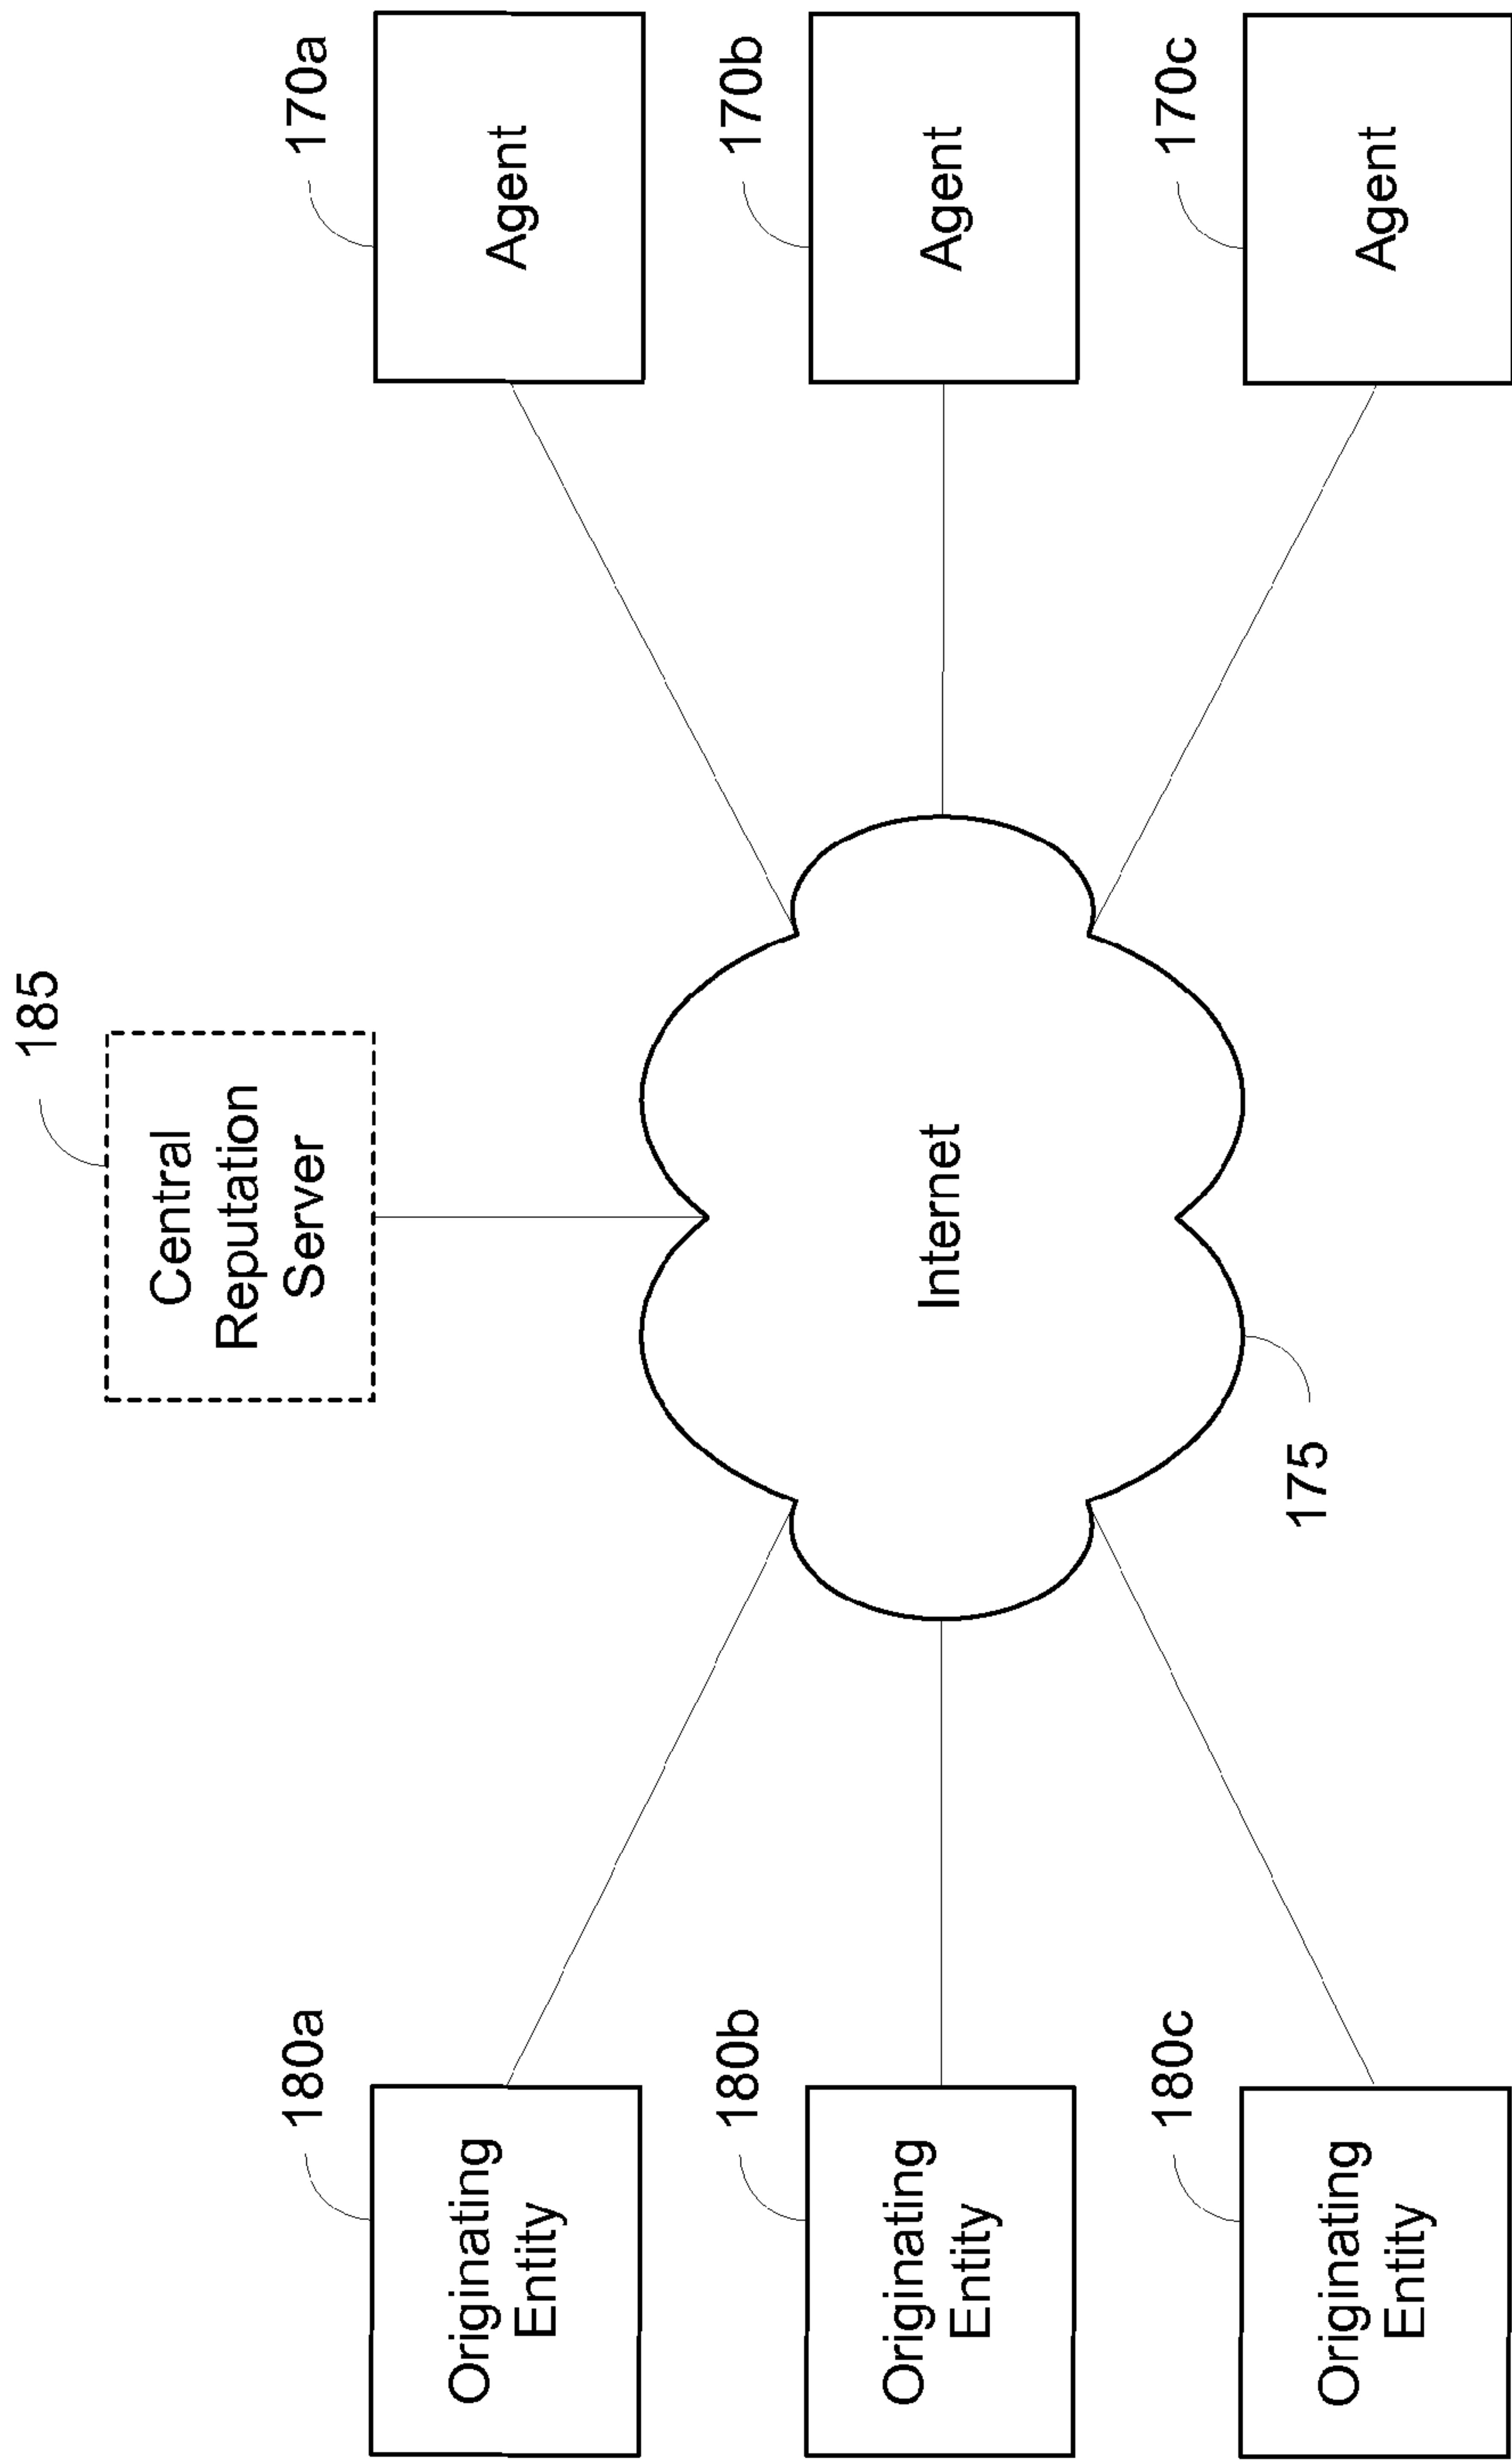 185
Central
Reputation
Server
180a
Originating
Entity
170a
Agent
180b
Originating
Entity
Internet
170b
Agent
175
180c
Originating
Entity
170c
Agent